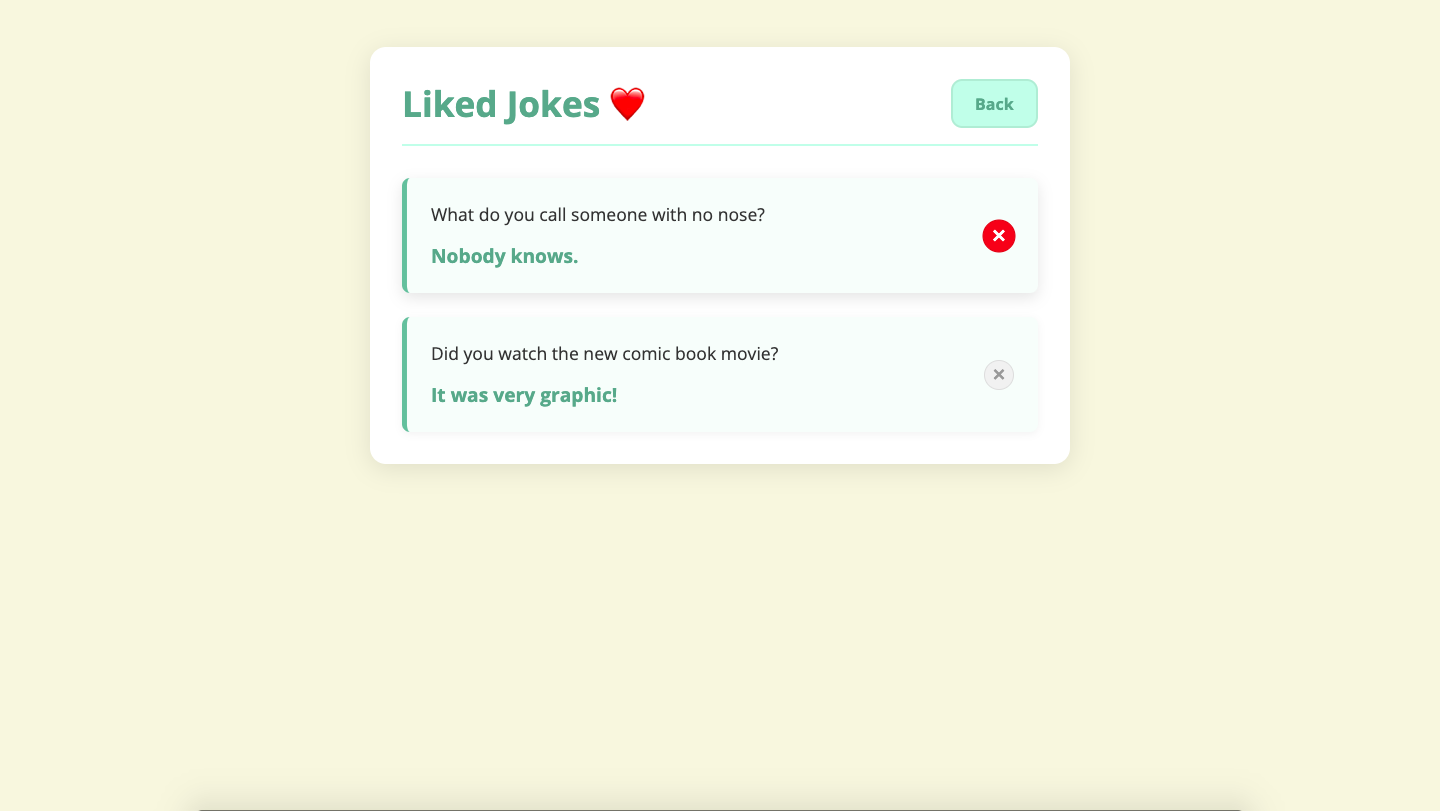 Liked Jokes ❤️
Back
What do you call someone with no nose?
Nobody knows.
Did you watch the new comic book movie?
It was very graphic!